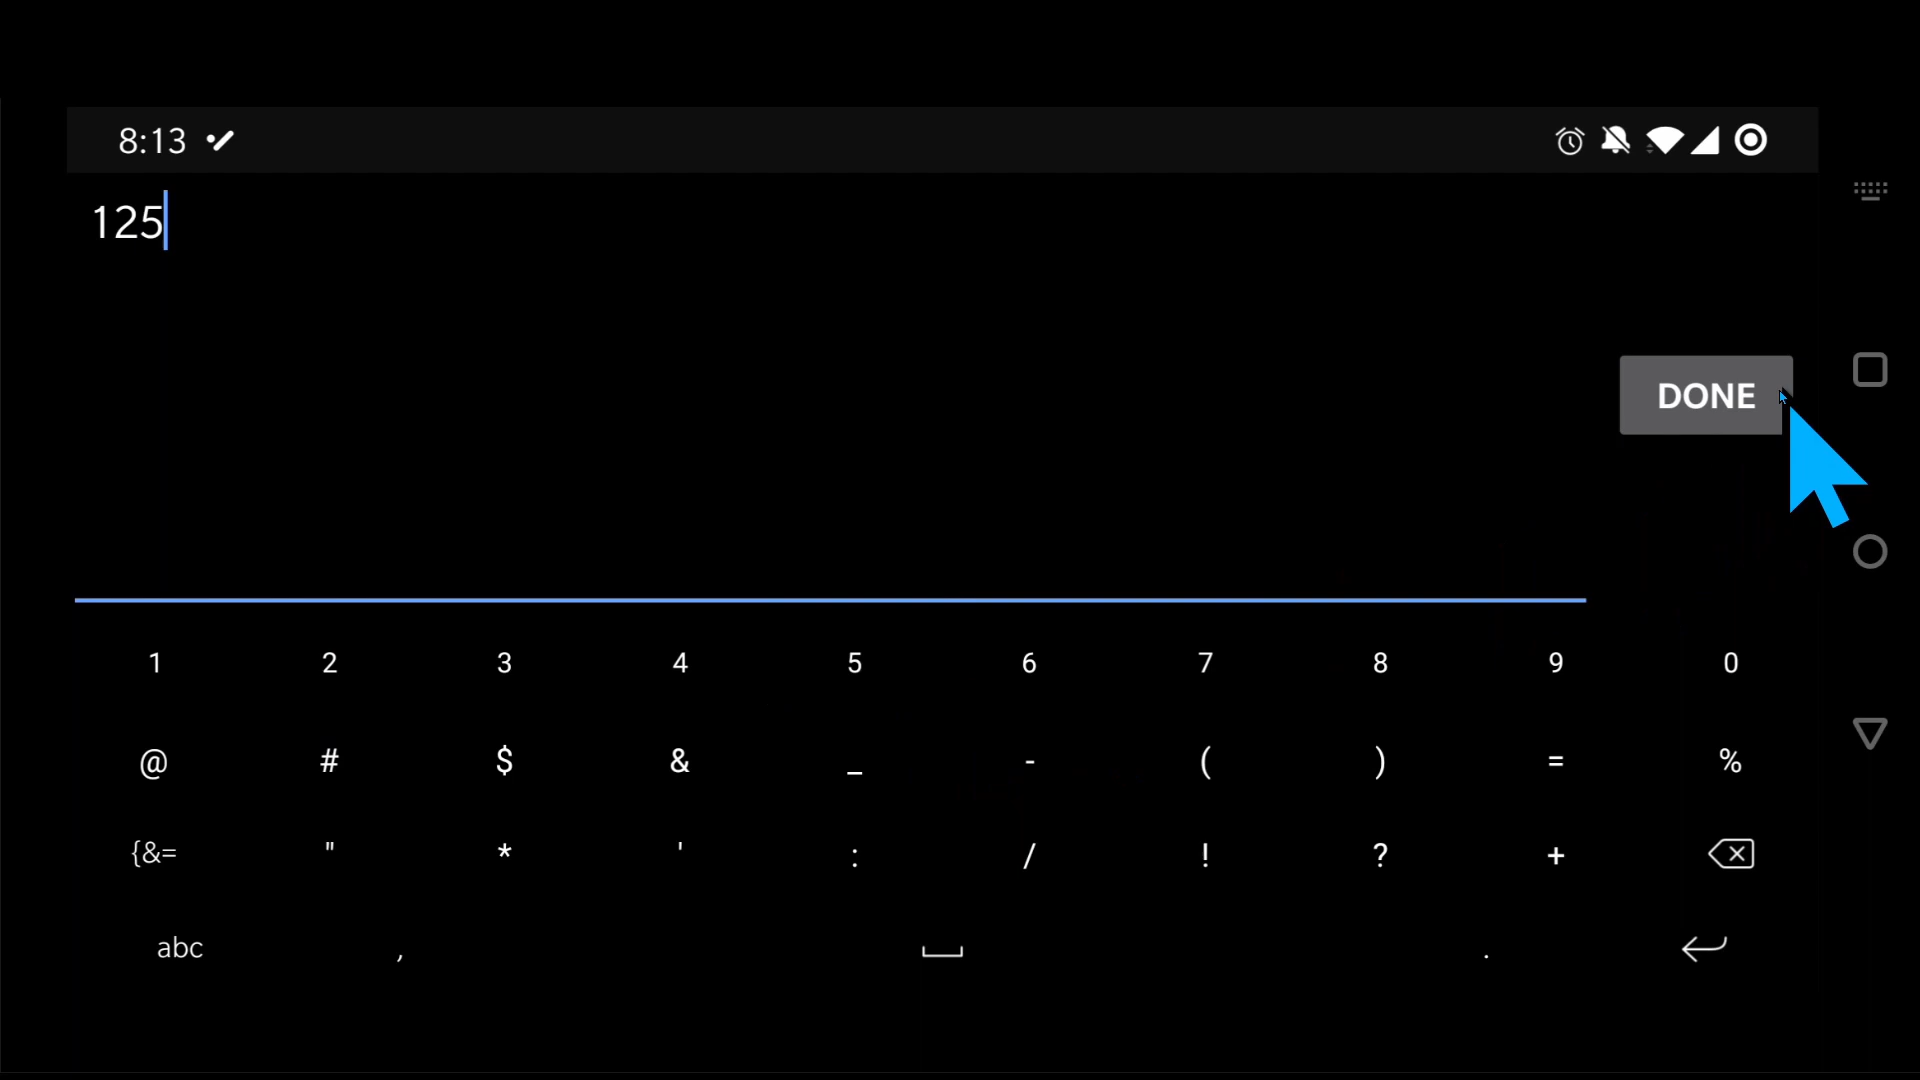 8:13
125
DONE
1 2 3 4 5 6 7 8 9 0
@ # $ & _ - ( ) = %
{&= " * ' : / ! ? +
abc , .